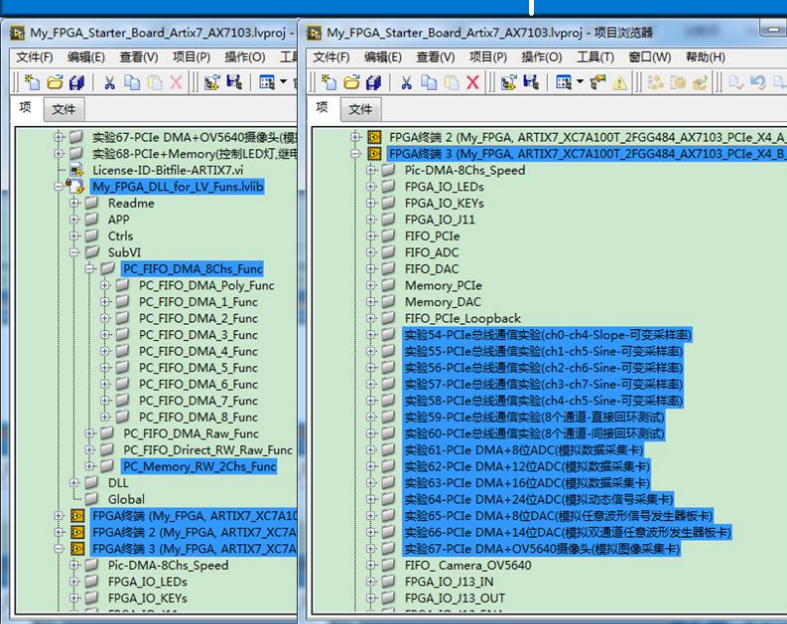 My_FPGA_Starter_Board_Artix7_AX7103.lvproj -
文件(F) 编辑(E) 查看(V) 项目(P) 操作(O) 工
项 文件
实验67-PCIe DMA+OV5640摄像头(模
实验68-PCIe+Memory(控制LED灯,继电
License-ID-Bitfile-ARTIX7.vi
My_FPGA_DLL_for_LV_Funs.lvlib
Readme
APP
Ctrls
SubVI
PC_FIFO_DMA_8Chs_Func
PC_FIFO_DMA_Poly_Func
PC_FIFO_DMA_1_Func
PC_FIFO_DMA_2_Func
PC_FIFO_DMA_3_Func
PC_FIFO_DMA_4_Func
PC_FIFO_DMA_5_Func
PC_FIFO_DMA_6_Func
PC_FIFO_DMA_7_Func
PC_FIFO_DMA_8_Func
PC_FIFO_DMA_Raw_Func
PC_FIFO_Drirect_RW_Raw_Func
PC_Memory_RW_2Chs_Func
DLL
Global
FPGA终端 (My_FPGA, ARTIX7_XC7A10
FPGA终端 2 (My_FPGA, ARTIX7_XC7A
FPGA终端 3 (My_FPGA, ARTIX7_XC7A
Pic-DMA-8Chs_Speed
FPGA_IO_LEDs
FPGA_IO_KEYs
FPGA_IO_J11
My_FPGA_Starter_Board_Artix7_AX7103.lvproj - 项目浏览器
文件(F) 编辑(E) 查看(V) 项目(P) 操作(O) 工具(T) 窗口(W) 帮助(H)
项 文件
FPGA终端 2 (My_FPGA, ARTIX7_XC7A100T_2FGG484_AX7103_PCIe_X4_A_
FPGA终端 3 (My_FPGA, ARTIX7_XC7A100T_2FGG484_AX7103_PCIe_X4_B_
Pic-DMA-8Chs_Speed
FPGA_IO_LEDs
FPGA_IO_KEYs
FPGA_IO_J11
FIFO_PCIe
FIFO_ADC
FIFO_DAC
Memory_PCIe
Memory_DAC
FIFO_PCIe_Loopback
实验54-PCIe总线通信实验(ch0-ch4-Slope-可变采样率)
实验55-PCIe总线通信实验(ch1-ch5-Sine-可变采样率)
实验56-PCIe总线通信实验(ch2-ch6-Sine-可变采样率)
实验57-PCIe总线通信实验(ch3-ch7-Sine-可变采样率)
实验58-PCIe总线通信实验(ch4-ch5-Sine-可变采样率)
实验59-PCIe总线通信实验(8个通道-直接回环测试)
实验60-PCIe总线通信实验(8个通道-间接回环测试)
实验61-PCIe DMA+8位ADC(模拟数据采集卡)
实验62-PCIe DMA+12位ADC(模拟数据采集卡)
实验63-PCIe DMA+16位ADC(模拟数据采集卡)
实验64-PCIe DMA+24位ADC(模拟动态信号采集卡)
实验65-PCIe DMA+8位DAC(模拟任意波形信号发生器板卡)
实验66-PCIe DMA+14位DAC(模拟双通道任意波形发生器板卡)
实验67-PCIe DMA+OV5640摄像头(模拟图像采集卡)
FIFO_ Camera_OV5640
FPGA_IO_J13_IN
FPGA_IO_J13_OUT